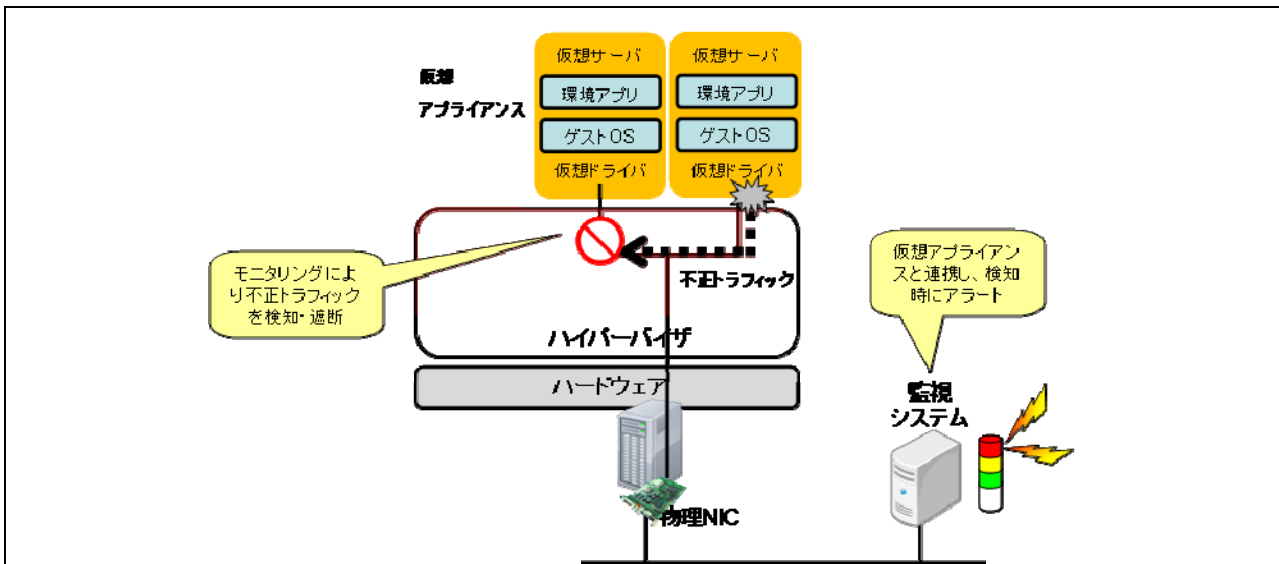 仮想サーバ
環境アプリ
ゲストOS
仮想ドライバ
仮想サーバ
環境アプリ
ゲストOS
仮想ドライバ
仮想
アプライアンス
モニタリングによ
り不正トラフィック
を検知・遮断
不正トラフィック
仮想アプライアン
スと連携し、検知
時にアラート
ハイパーバイザ
ハードウェア
監視
システム
物理NIC